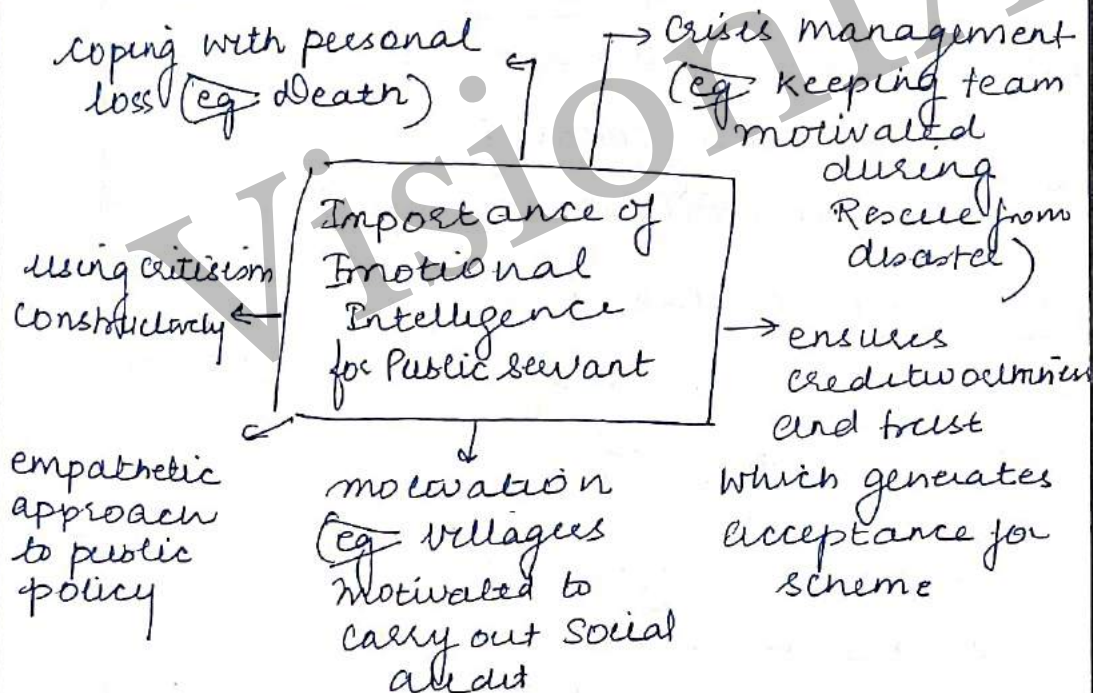 coping with personal
loss (eg Death)
→ Crisis management
(eg Keeping team
motivated
during
Rescue from
disaster)
Importance of
Emotional
Intelligence
for Public servant
using critisism
constructively
→ ensures
creditworthiness
and trust
which generates
acceptance for
scheme
empathetic
approach
to public
policy
motivation
(eg villagers
motivated to
carry out Social
audit
Vision